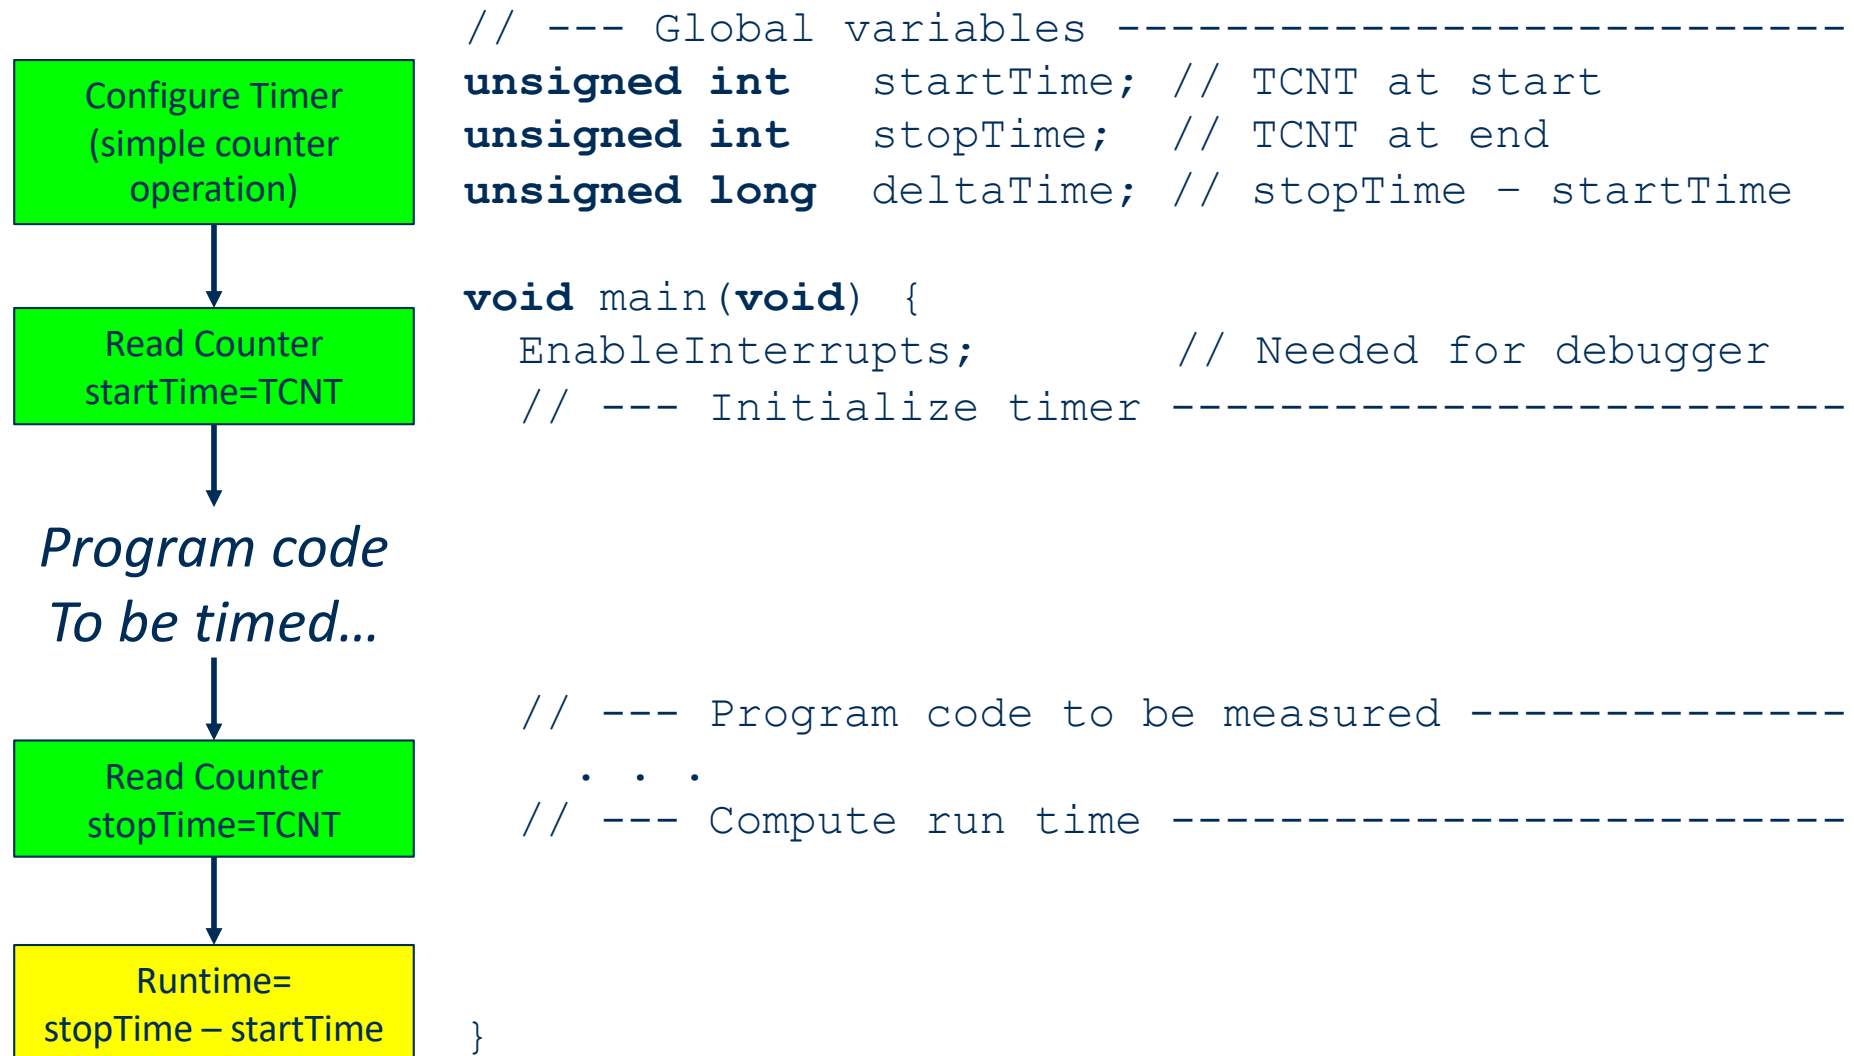 Configure Timer
(simple counter
operation)
Read Counter
startTime=TCNT
Program code
To be timed…
Read Counter
stopTime=TCNT
Runtime=
stopTime – startTime
// --- Global variables ---------------------------
unsigned int   startTime; // TCNT at start
unsigned int   stopTime;  // TCNT at end
unsigned long  deltaTime; // stopTime – startTime
void main(void) {
  EnableInterrupts;        // Needed for debugger
  // --- Initialize timer -------------------------
  // --- Program code to be measured --------------
    . . .
  // --- Compute run time -------------------------
}